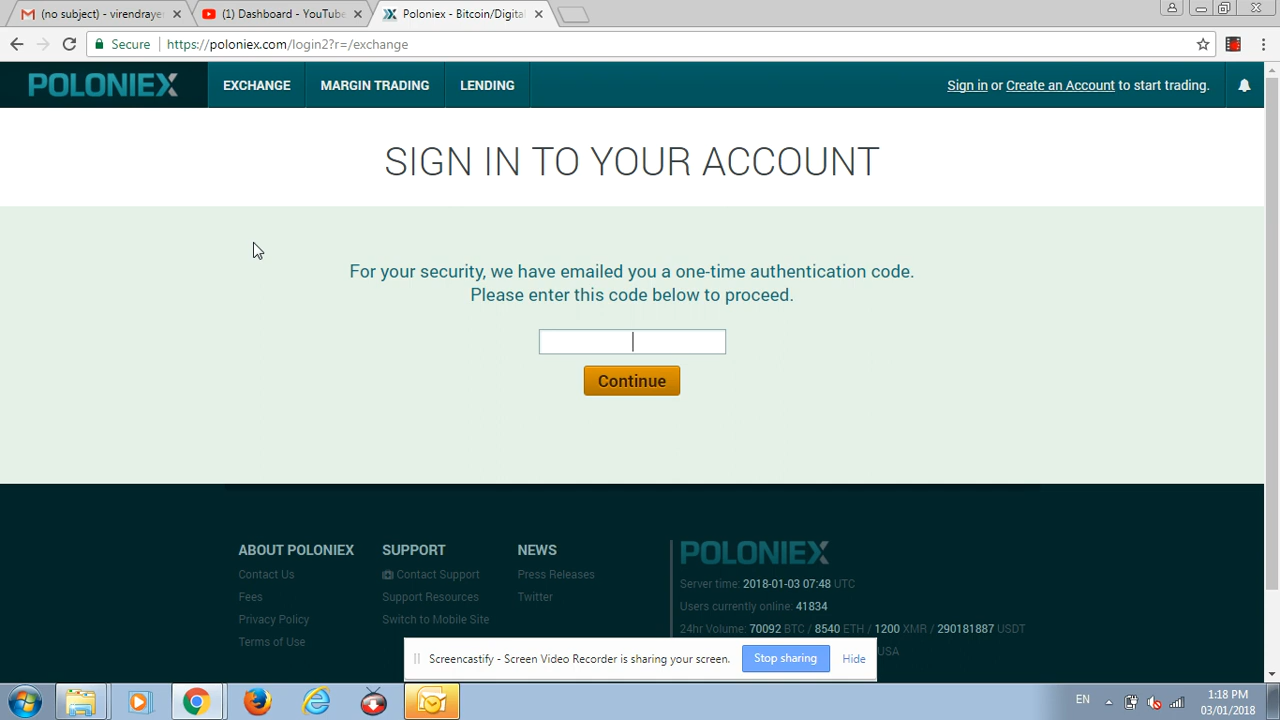 (no subject) - virendraye
(1) Dashboard - YouTube
Poloniex - Bitcoin/Digita
Secure
https://poloniex.com/login2?r=/exchange
POLONIEX
EXCHANGE
MARGIN TRADING
LENDING
Sign in or Create an Account to start trading.
SIGN IN TO YOUR ACCOUNT
For your security, we have emailed you a one-time authentication code.
Please enter this code below to proceed.
Continue
ABOUT POLONIEX
Contact Us
Fees
Privacy Policy
Terms of Use
SUPPORT
Contact Support
Support Resources
Switch to Mobile Site
NEWS
Press Releases
Twitter
POLONIEX
Server time: 2018-01-03 07:48 UTC
Users currently online: 41834
24hr Volume: 70092 BTC / 8540 ETH / 1200 XMR / 290181887 USDT
USA
Screencastify - Screen Video Recorder is sharing your screen.
Stop sharing
Hide
EN
1:18 PM
03/01/2018